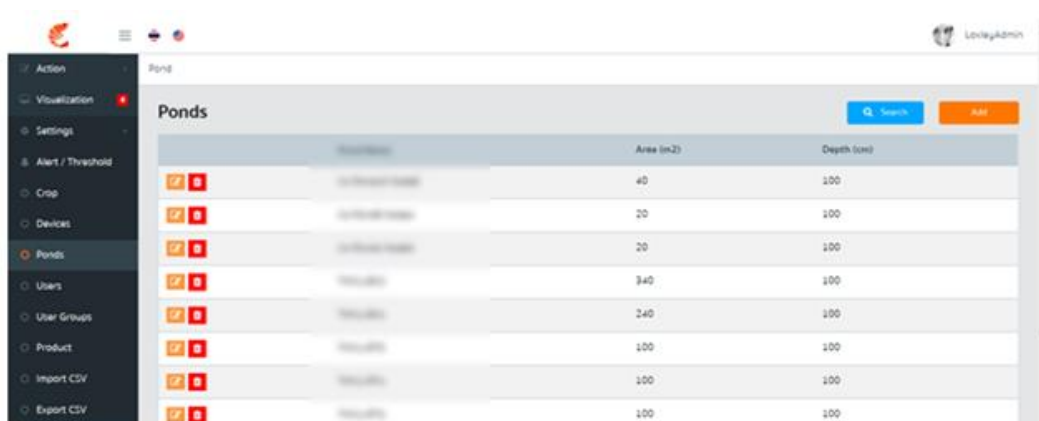 LoxleyAdmin
Action
Pond
Visualization
Ponds
Search
Add
Settings
Area (m2) Depth (cm)
Alert / Threshold
40 100
Crop
20 100
Devices
20 100
Ponds
340 100
Users
240 100
User Groups
100 100
Product
100 100
Import CSV
100 100
Export CSV